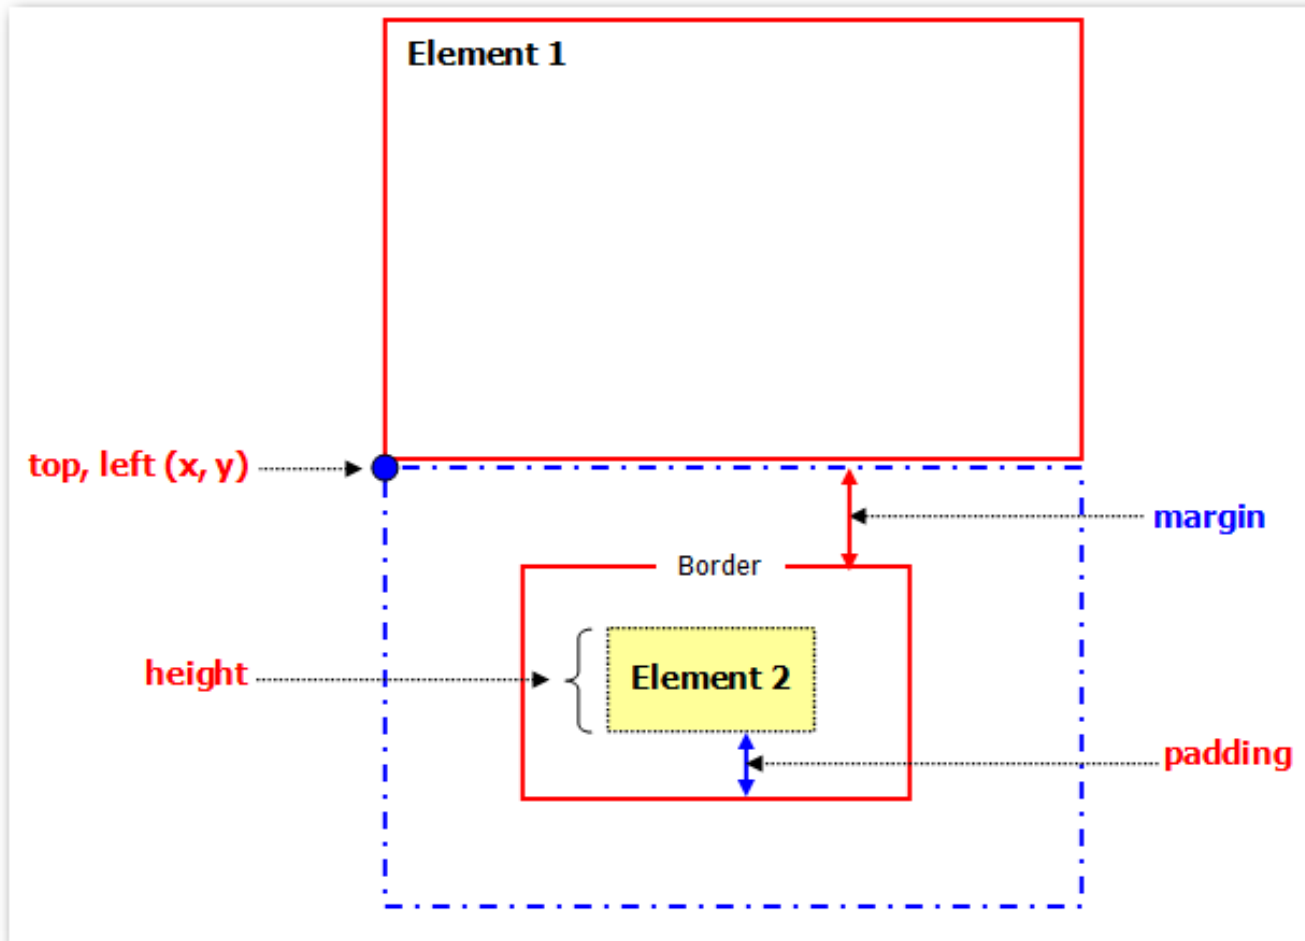 Element 1
top, left (x, y)
margin
Border
height
Element 2
padding